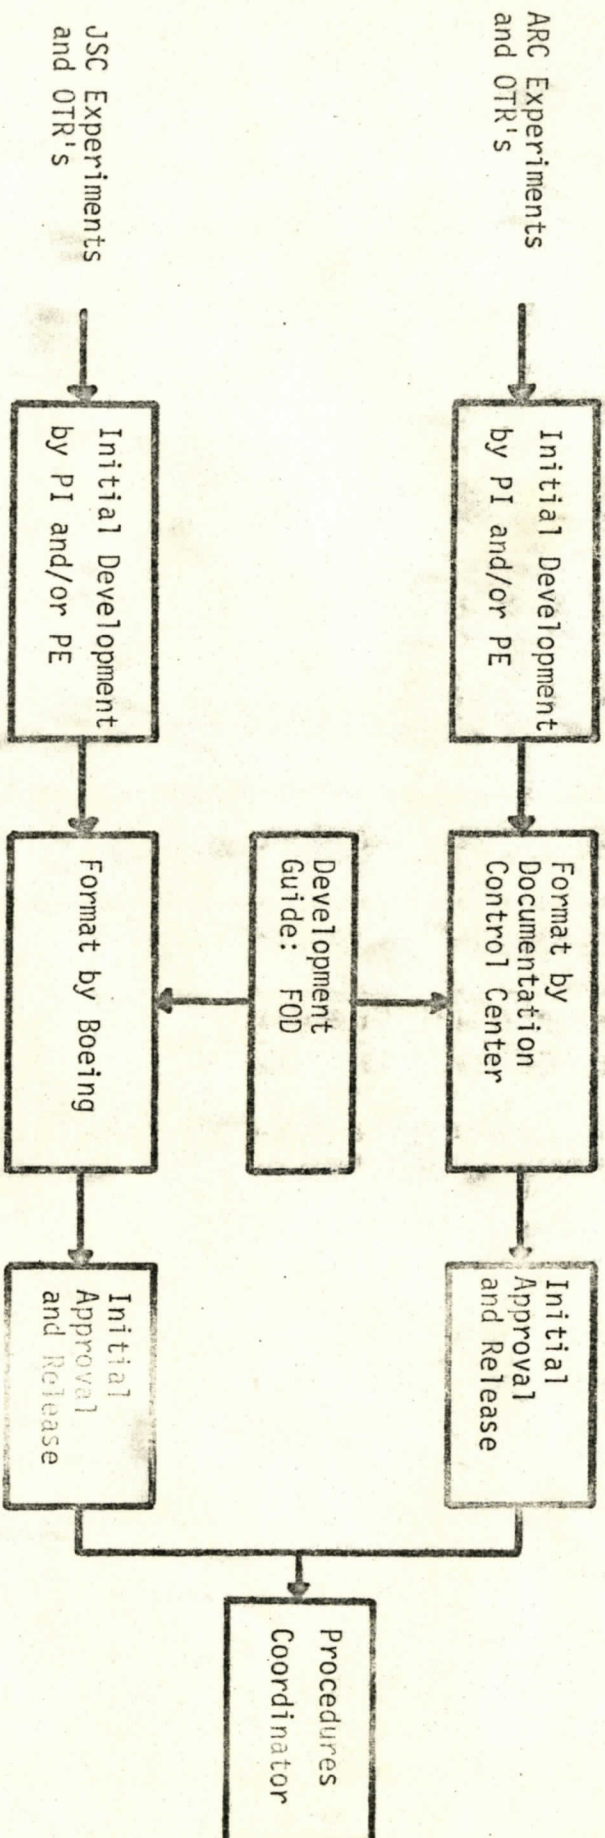 ARC Experiments
and OTR's
Initial Development
by PI and/or PE
Format by
Documentation
Control Center
Initial
Approval
and Release
Development
Guide: FOD
JSC Experiments
and OTR's
Initial Development
by PI and/or PE
Format by Boeing
Initial
Approval
and Release
Procedures
Coordinator